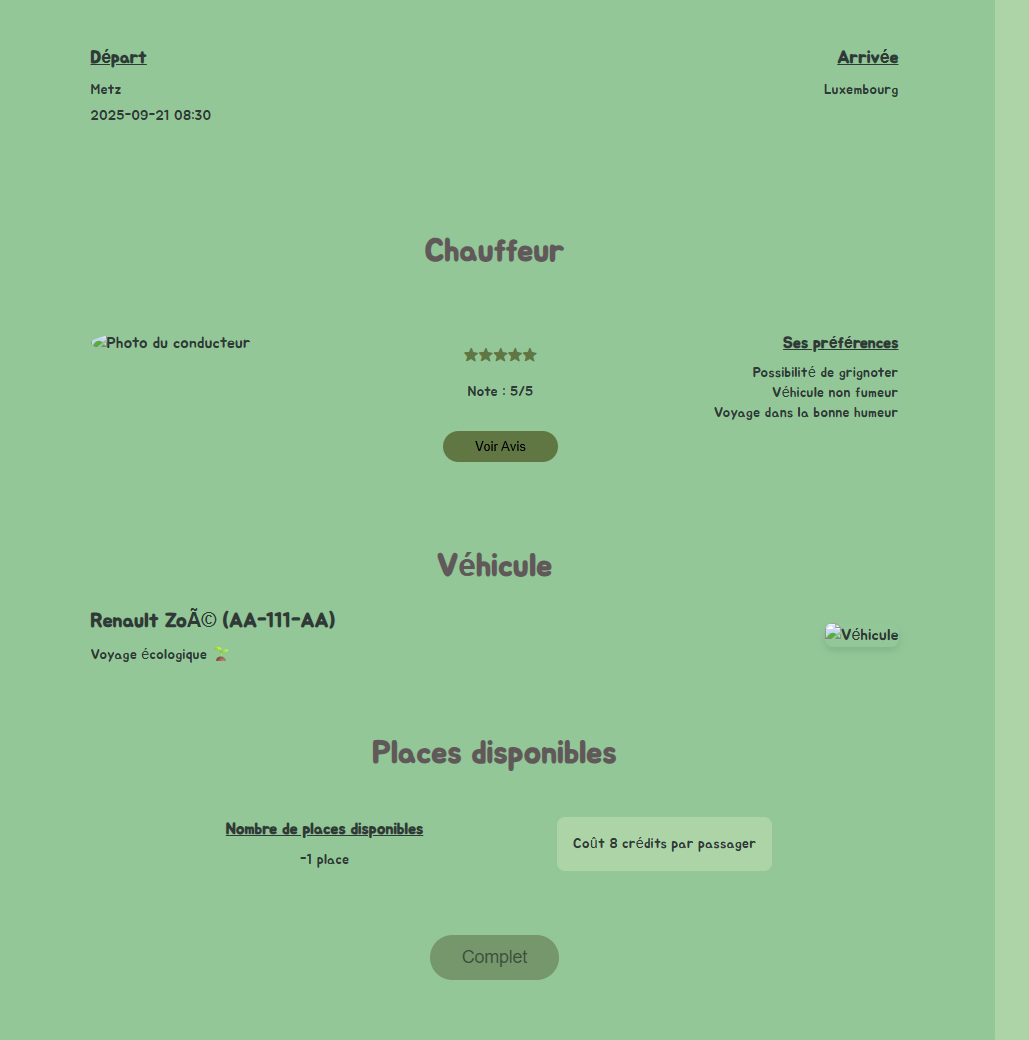 Départ
Arrivée
Metz
Luxembourg
2025-09-21 08:30
Chauffeur
Photo du conducteur
Note : 5/5
Voir Avis
Ses préférences
Possibilité de grignoter
Véhicule non fumeur
Voyage dans la bonne humeur
Véhicule
Renault ZoÃ© (AA-111-AA)
Voyage écologique 🌱
Véhicule
Places disponibles
Nombre de places disponibles
-1 place
Coût 8 crédits par passager
Complet